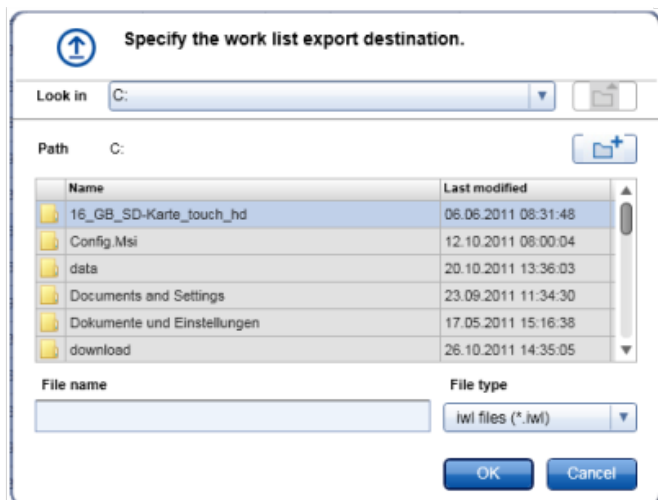 Specify the work list export destination.
Look in C:
Path C:
Name Last modified
16_GB_SD-Karte_touch_hd 06.06.2011 08:31:48
Config.Msi 12.10.2011 08:00:04
data 20.10.2011 13:36:03
Documents and Settings 23.09.2011 11:34:30
Dokumente und Einstellungen 17.05.2011 15:16:38
download 26.10.2011 14:35:05
File name File type
iwl files (*.iwl)
OK Cancel